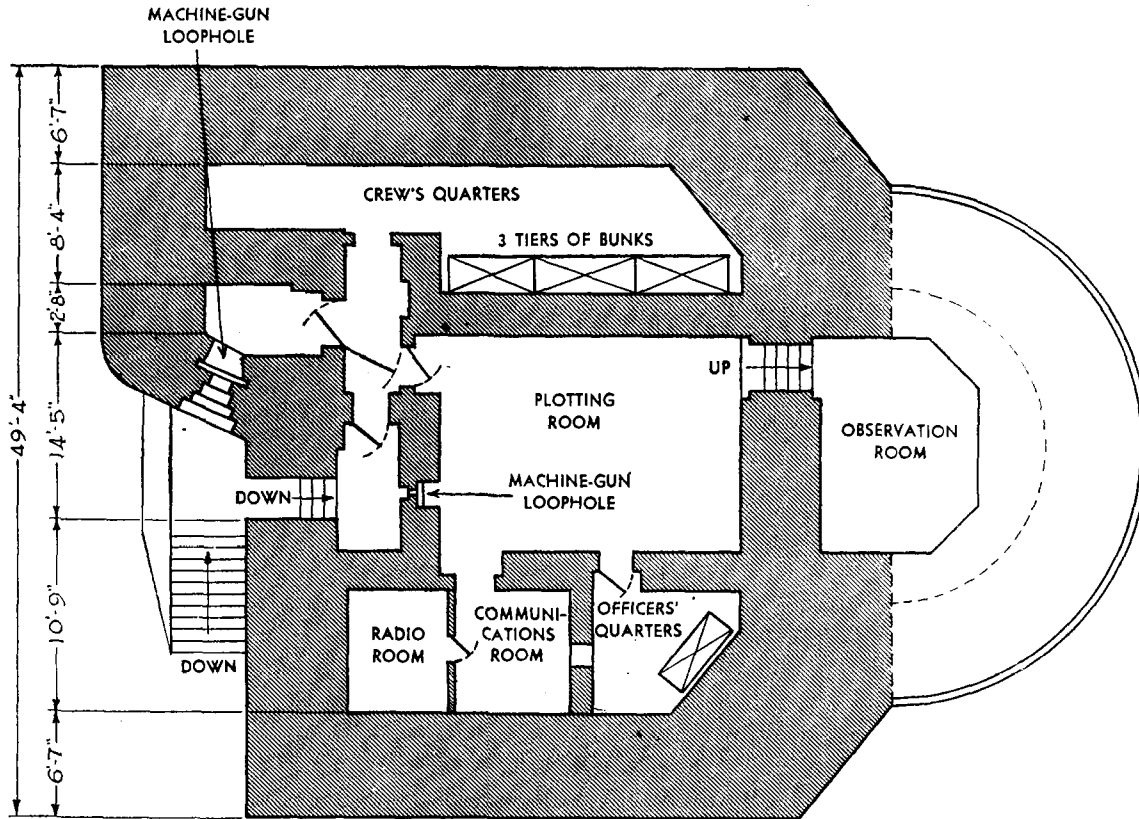 MACHINE-GUN
LOOPHOLE
6'-7"
CREW'S QUARTERS
8'-4"
3 TIERS OF BUNKS
2'-8"
49'-4"
14'-5"
UP
PLOTTING
ROOM
OBSERVATION
ROOM
DOWN
MACHINE-GUN
LOOPHOLE
10'-9"
RADIO
ROOM
COMMUNI-
CATIONS
ROOM
OFFICERS'
QUARTERS
DOWN
6'-7"